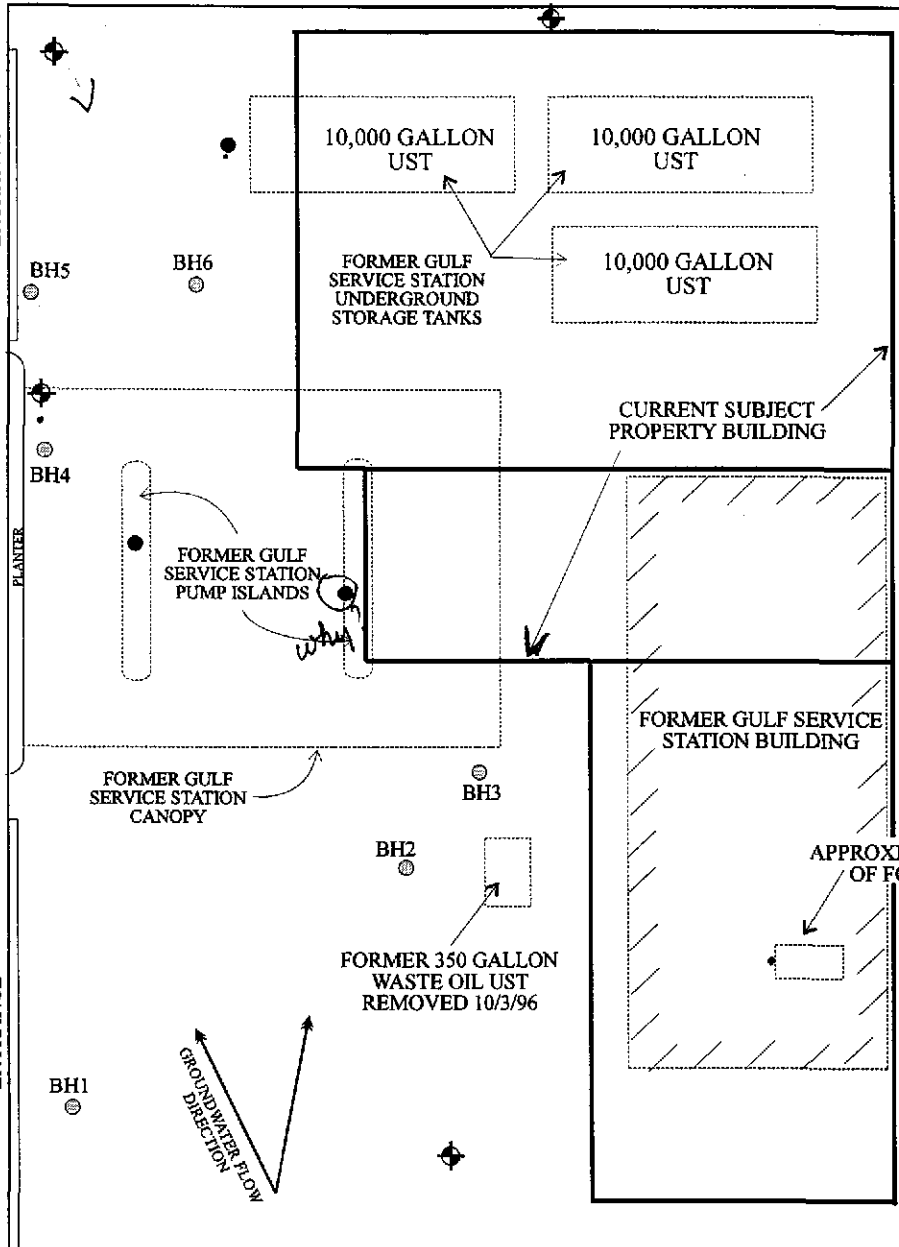 10,000 GALLON
UST
10,000 GALLON
UST
BH5
BH6
FORMER GULF
SERVICE STATION
UNDERGROUND
STORAGE TANKS
10,000 GALLON
UST
CURRENT SUBJECT
PROPERTY BUILDING
BH4
PLANTER
FORMER GULF
SERVICE STATION
PUMP ISLANDS
why
FORMER GULF SERVICE
STATION BUILDING
FORMER GULF
SERVICE STATION
CANOPY
BH3
BH2
APPROXI
OF FO
FORMER 350 GALLON
WASTE OIL UST
REMOVED 10/3/96
GROUNDWATER FLOW
DIRECTION
BH1